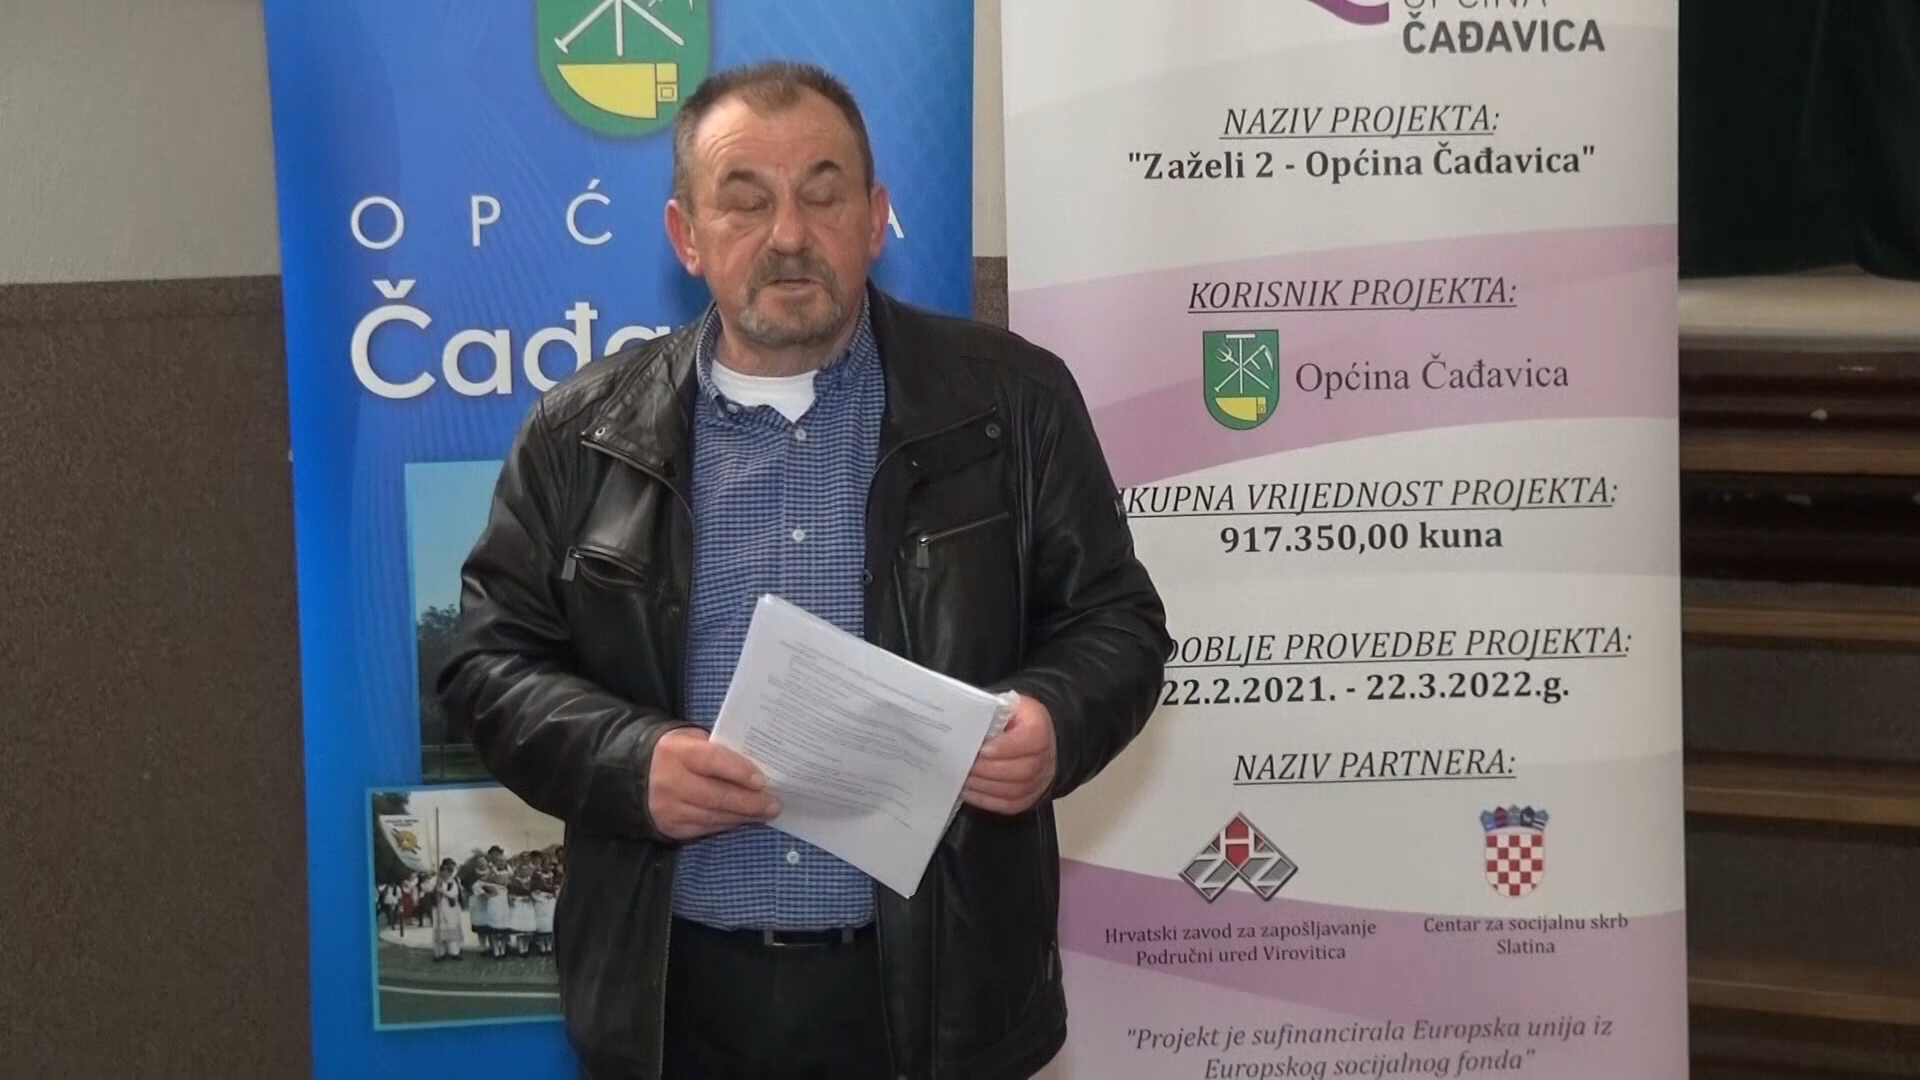 OPĆ A
Čađa
OPĆINA
ČAĐAVICA
NAZIV PROJEKTA:
"Zaželi 2 - Općina Čađavica"
KORISNIK PROJEKTA:
Općina Čađavica
KUPNA VRIJEDNOST PROJEKTA:
917.350,00 kuna
DOBLJE PROVEDBE PROJEKTA:
22.2.2021. - 22.3.2022.g.
NAZIV PARTNERA:
HZZ
Hrvatski zavod za zapošljavanje
Područni ured Virovitica
Centar za socijalnu skrb
Slatina
"Projekt je sufinancirala Europska unija iz
Europskog socijalnog fonda"